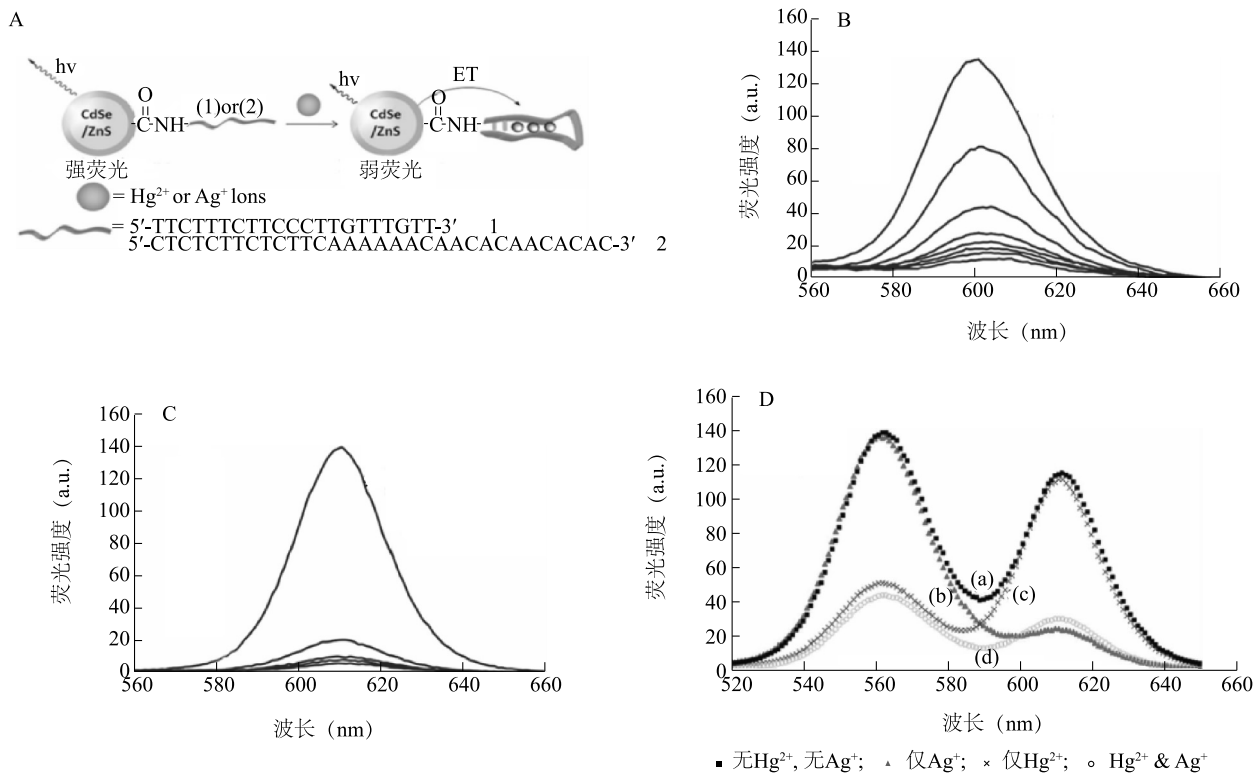 A
hν
O
(1)or(2)
CdSe
/ZnS
-C-NH-
强荧光
hν
ET
O
CdSe
/ZnS
-C-NH-
弱荧光
= Hg²⁺ or Ag⁺ lons
= 5′-TTCTTTCTTCCCTTGTTTGTT-3′ 1
5′-CTCTCTTCTCTTCAAAAAACAACACAACACAC-3′ 2
B
160
140
120
100
80
60
40
20
0
560 580 600 620 640 660
荧光强度 (a.u.)
波长 (nm)
C
160
140
120
100
80
60
40
20
0
560 580 600 620 640 660
荧光强度 (a.u.)
波长 (nm)
D
160
140
120
100
80
60
40
20
0
520 540 560 580 600 620 640 660
荧光强度 (a.u.)
(a)
(b)
(c)
(d)
波长 (nm)
无Hg²⁺, 无Ag⁺; 仅Ag⁺; 仅Hg²⁺; Hg²⁺ & Ag⁺